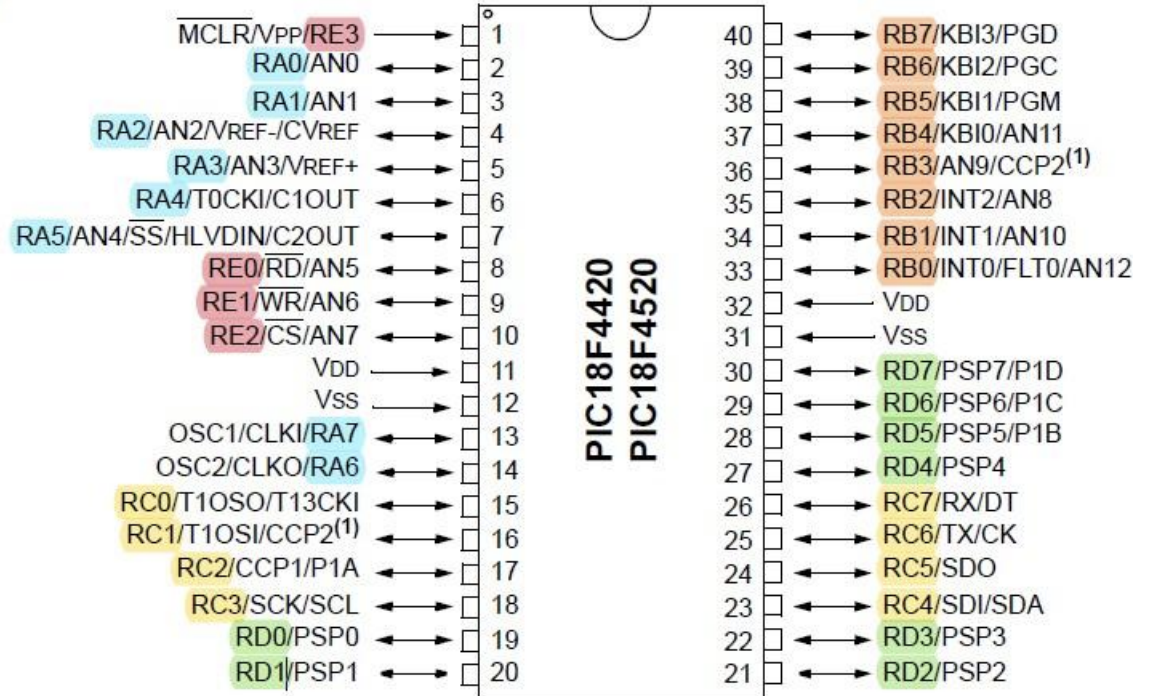 MCLR/VPP/RE3 1
RA0/AN0 2
RA1/AN1 3
RA2/AN2/VREF-/CVREF 4
RA3/AN3/VREF+ 5
RA4/T0CKI/C1OUT 6
RA5/AN4/SS/HLVDIN/C2OUT 7
RE0/RD/AN5 8
RE1/WR/AN6 9
RE2/CS/AN7 10
VDD 11
VSS 12
OSC1/CLKI/RA7 13
OSC2/CLKO/RA6 14
RC0/T1OSO/T13CKI 15
RC1/T1OSI/CCP2(1) 16
RC2/CCP1/P1A 17
RC3/SCK/SCL 18
RD0/PSP0 19
RD1/PSP1 20
PIC18F4420
PIC18F4520
40 RB7/KBI3/PGD
39 RB6/KBI2/PGC
38 RB5/KBI1/PGM
37 RB4/KBI0/AN11
36 RB3/AN9/CCP2(1)
35 RB2/INT2/AN8
34 RB1/INT1/AN10
33 RB0/INT0/FLT0/AN12
32 VDD
31 VSS
30 RD7/PSP7/P1D
29 RD6/PSP6/P1C
28 RD5/PSP5/P1B
27 RD4/PSP4
26 RC7/RX/DT
25 RC6/TX/CK
24 RC5/SDO
23 RC4/SDI/SDA
22 RD3/PSP3
21 RD2/PSP2